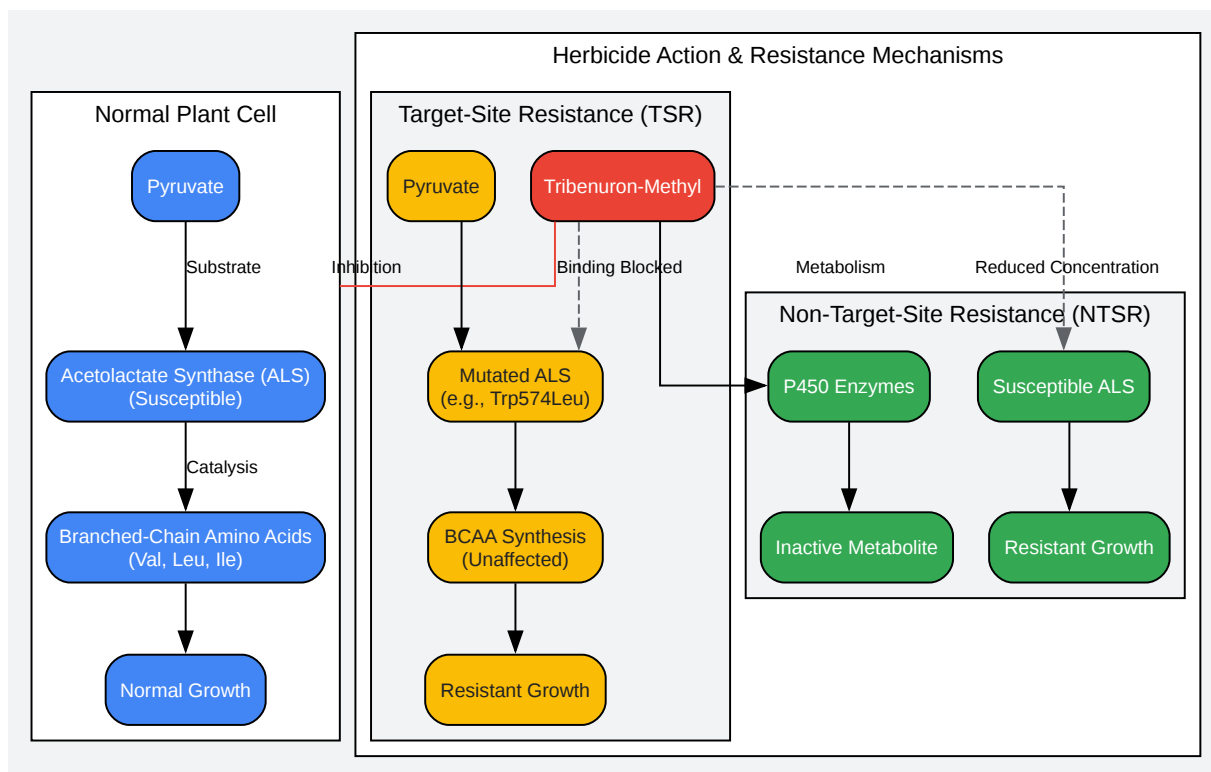 Herbicide Action & Resistance Mechanisms
Normal Plant Cell
Pyruvate
Substrate
Acetolactate Synthase (ALS)
(Susceptible)
Catalysis
Branched-Chain Amino Acids
(Val, Leu, Ile)
Normal Growth
Inhibition
Target-Site Resistance (TSR)
Pyruvate
Tribenuron-Methyl
Binding Blocked
Mutated ALS
(e.g., Trp574Leu)
BCAA Synthesis
(Unaffected)
Resistant Growth
Metabolism
Reduced Concentration
Non-Target-Site Resistance (NTSR)
P450 Enzymes
Susceptible ALS
Inactive Metabolite
Resistant Growth